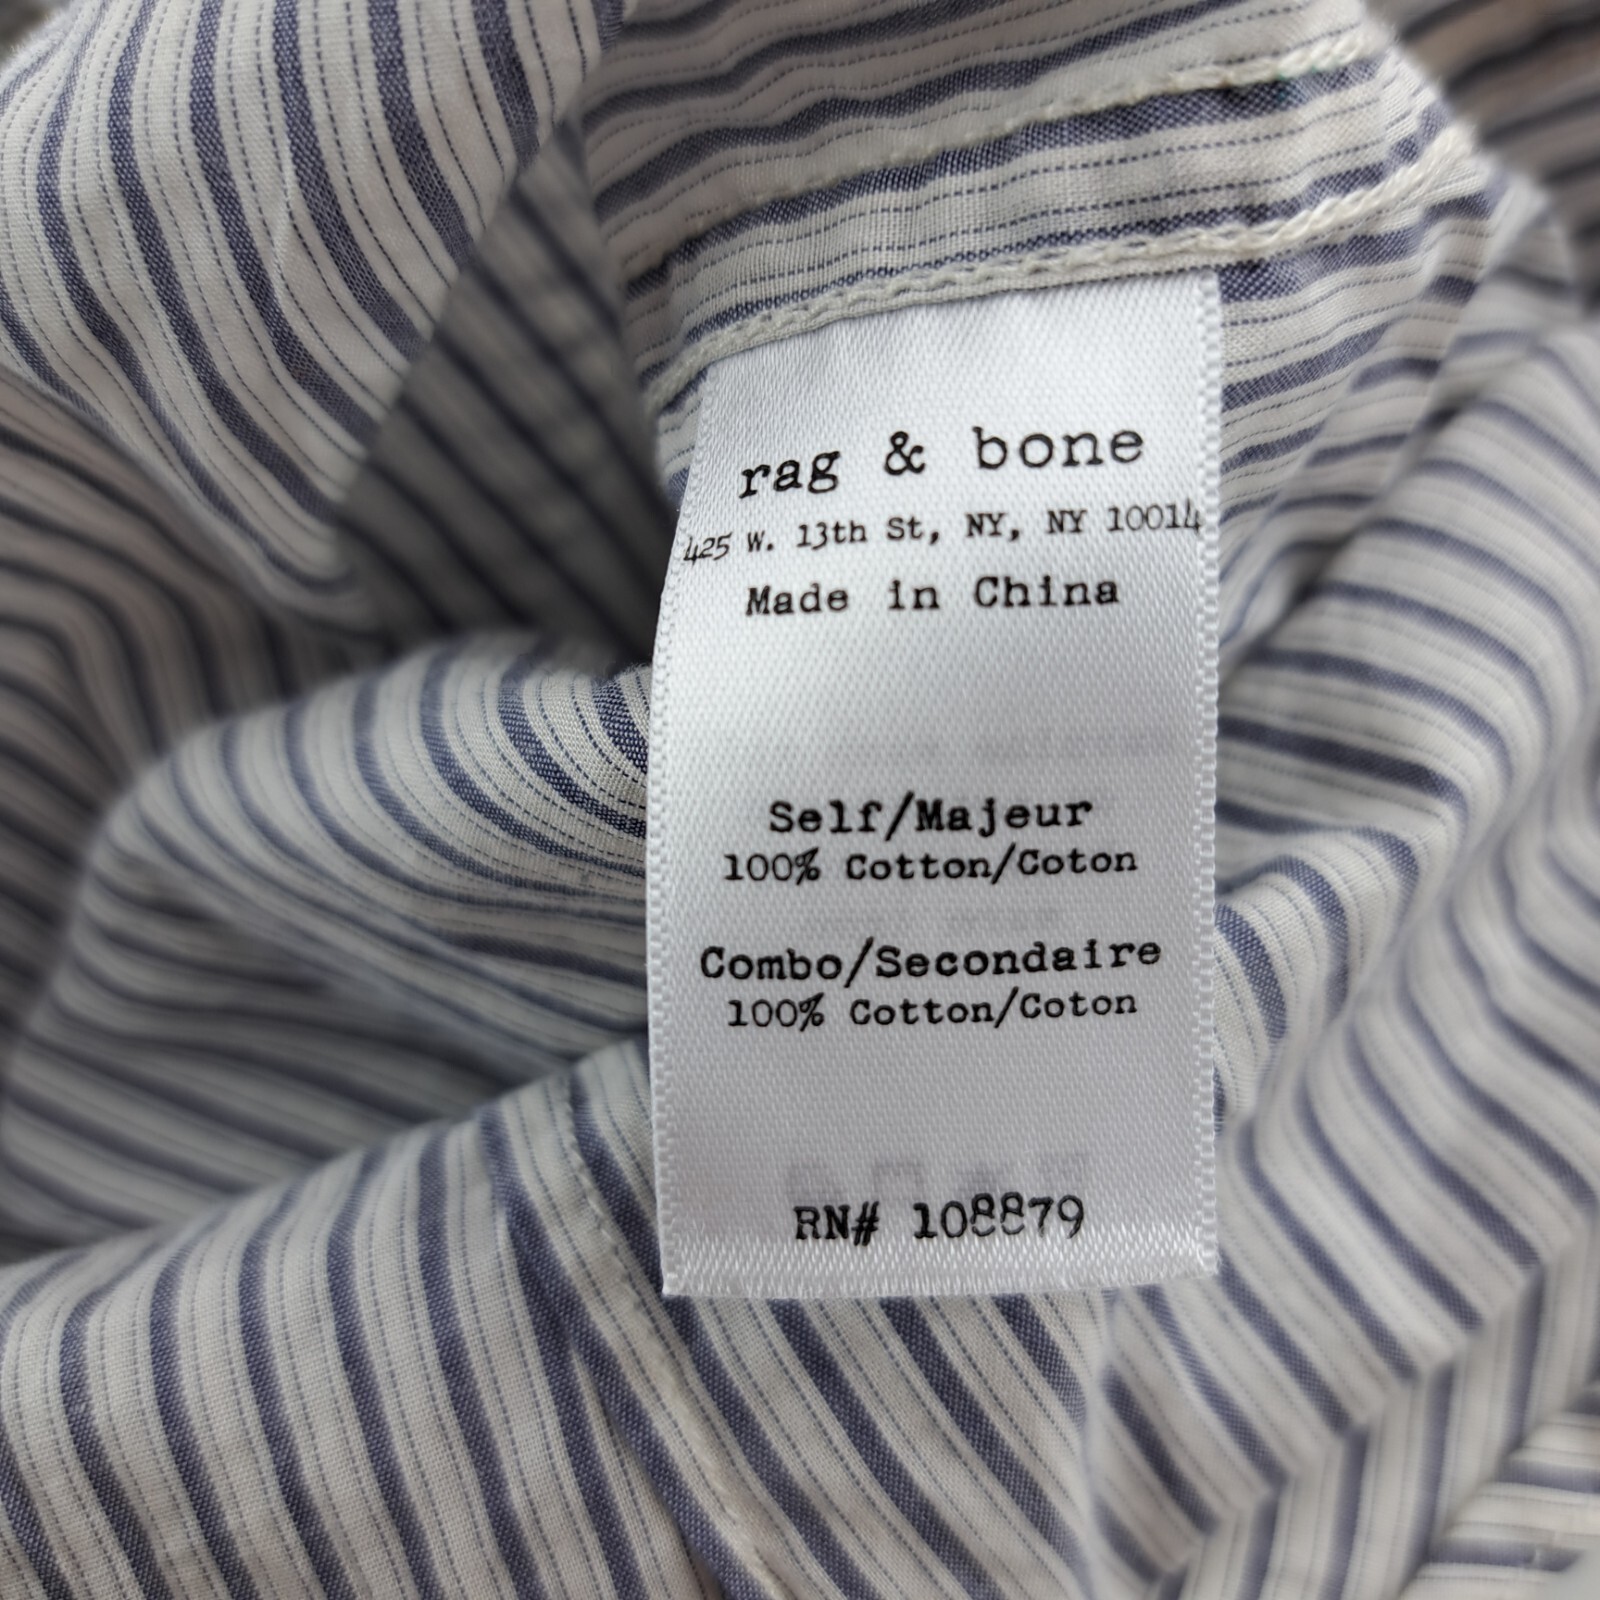 rag & bone
425 W. 13th St, NY, NY 10014
Made in China
Self/Majeur
100% Cotton/Coton
Combo/Secondaire
100% Cotton/Coton
RN# 108879